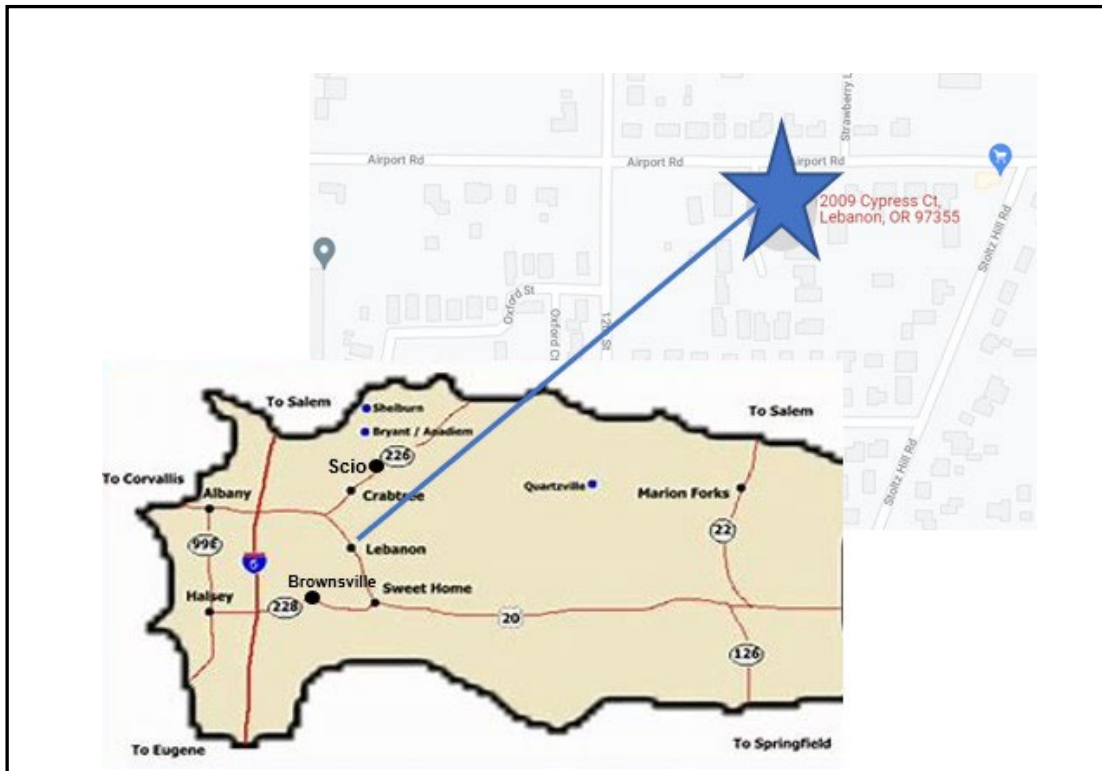 Strawberry L
Airport Rd
Airport Rd
Airport Rd
2009 Cypress Ct,
Lebanon, OR 97355
Stoltz Hill Rd
Oxford St
Oxford Ct
12th St
Stoltz Hill Rd
To Salem
Shelburn
Bryant / Apadiem
To Salem
Scio
226
To Corvallis
Albany
Crabtree
Quartzville
Marion Forks
99E
22
Lebanon
5
Brownsville
Sweet Home
Halsey
228
20
126
To Eugene
To Springfield